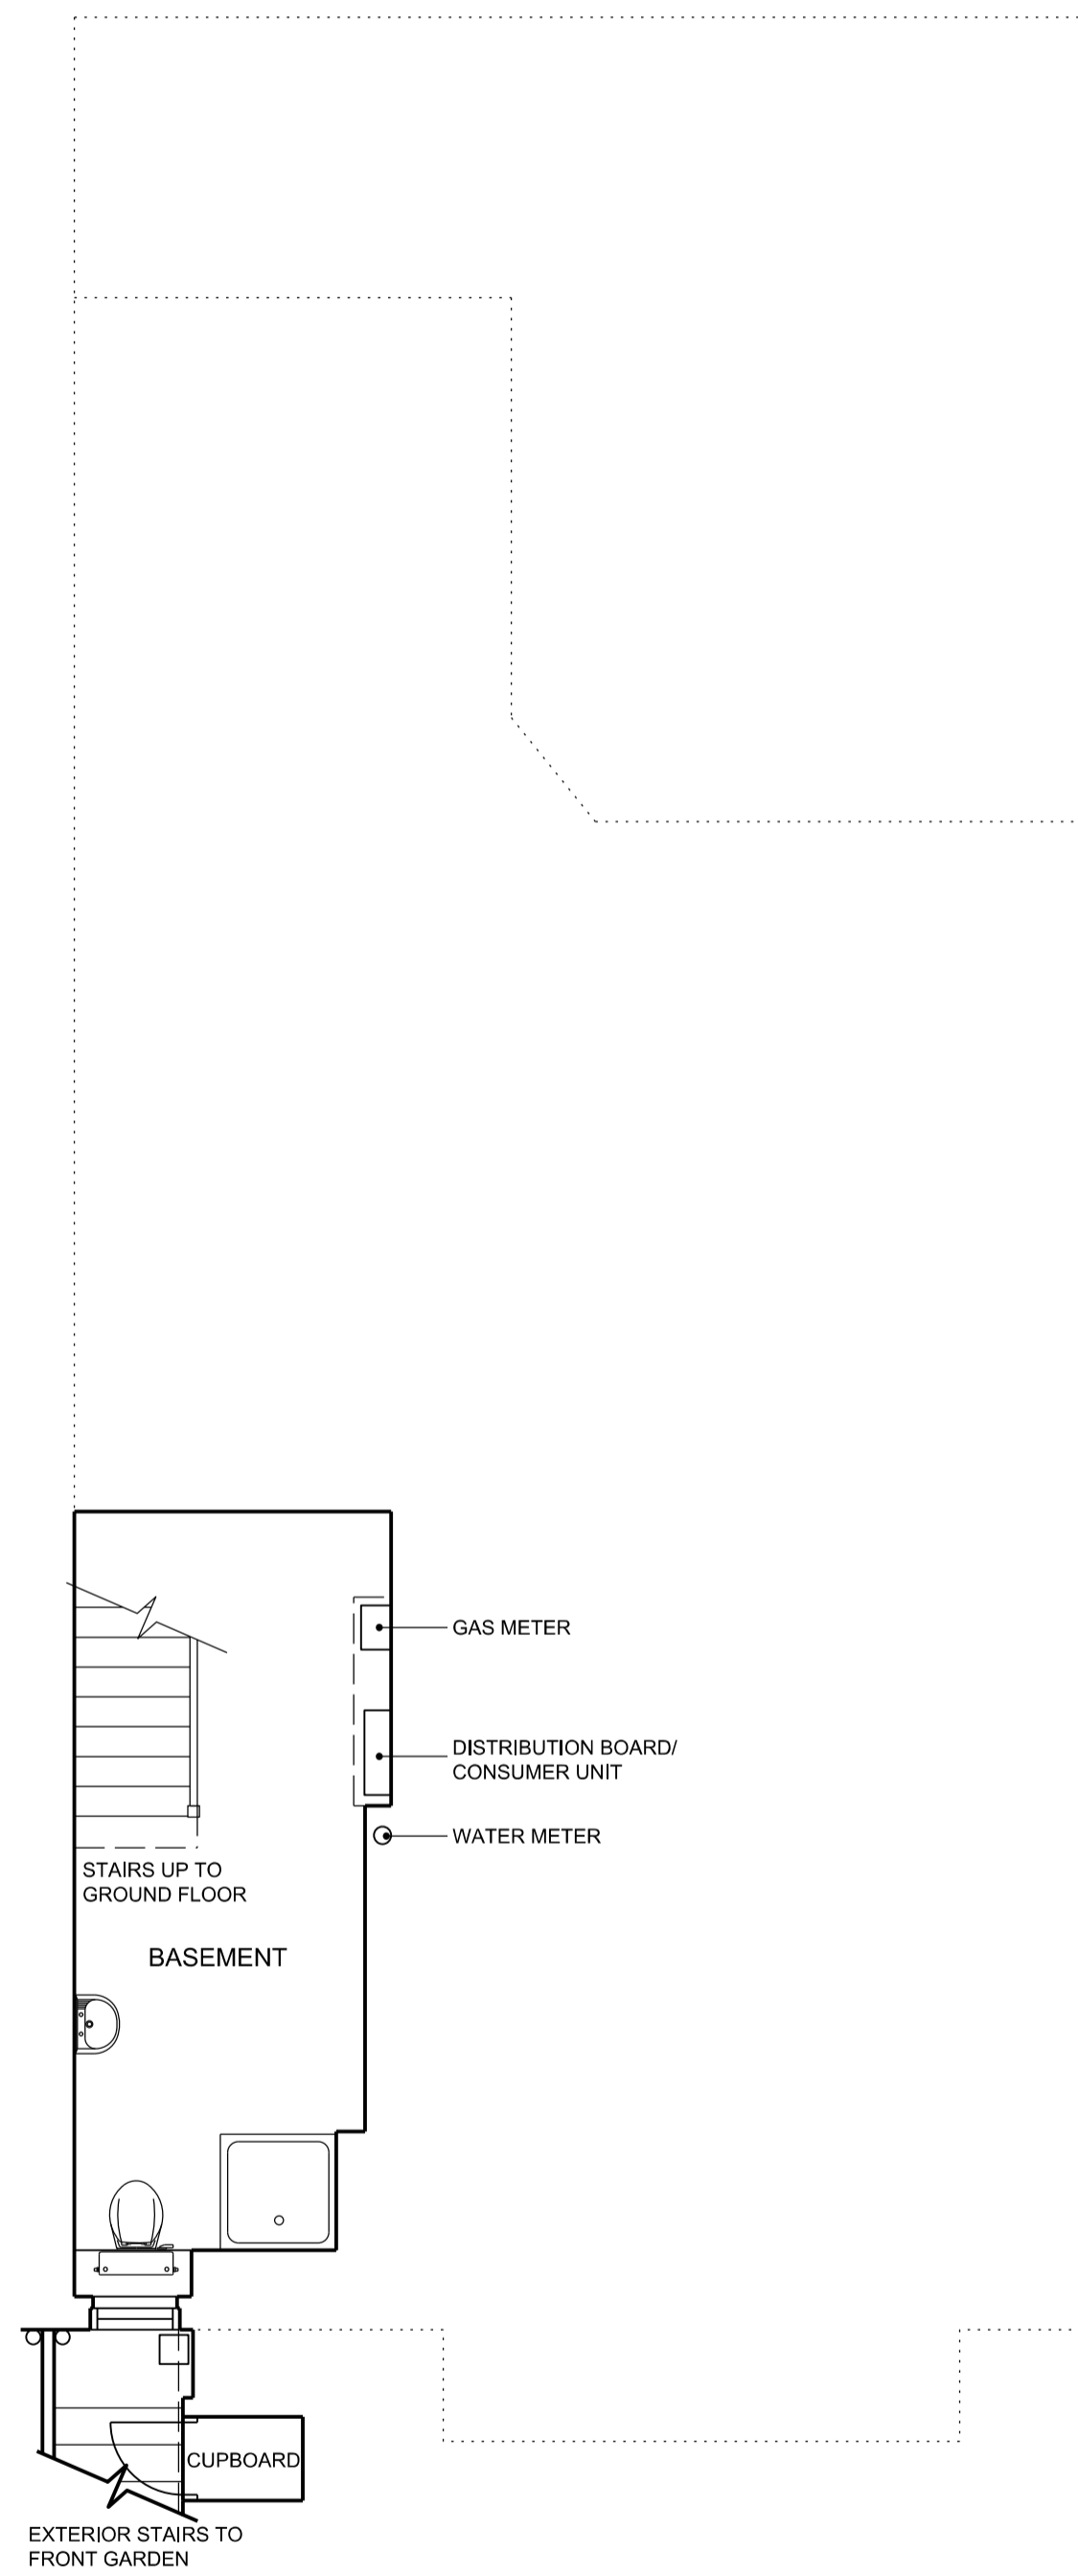 GAS METER
DISTRIBUTION BOARD/
CONSUMER UNIT
WATER METER
STAIRS UP TO
GROUND FLOOR
BASEMENT
CUPBOARD
EXTERIOR STAIRS TO
FRONT GARDEN